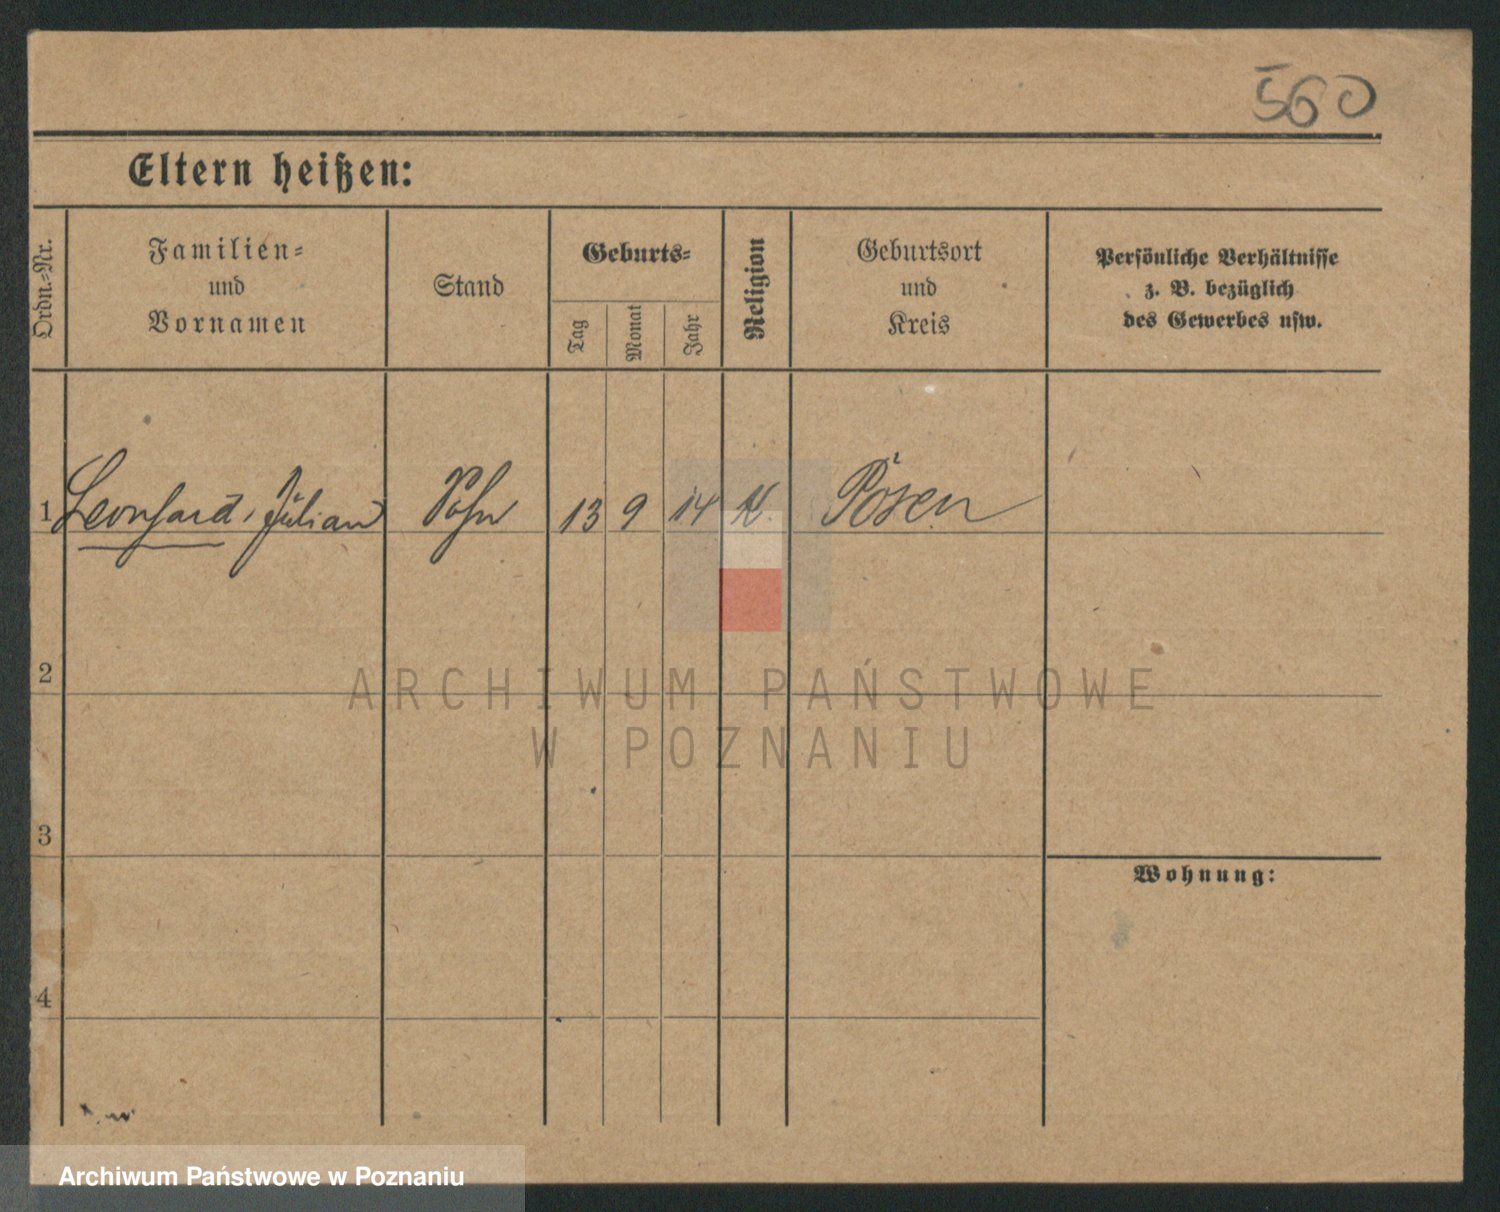 560
Eltern heißen:
Ordn.-Nr.
Familien-
und
Vornamen
Stand
Geburts-
Tag
Monat
Jahr
Religion
Geburtsort
und
Kreis
Persönliche Verhältnisse
z. B. bezüglich
des Gewerbes usw.
1 Leonhard, Julian Sohn 13 9 14 K. Posen
2
ARCHIWUM PAŃSTWOWE
W POZNANIU
3
Wohnung:
4
Archiwum Państwowe w Poznaniu